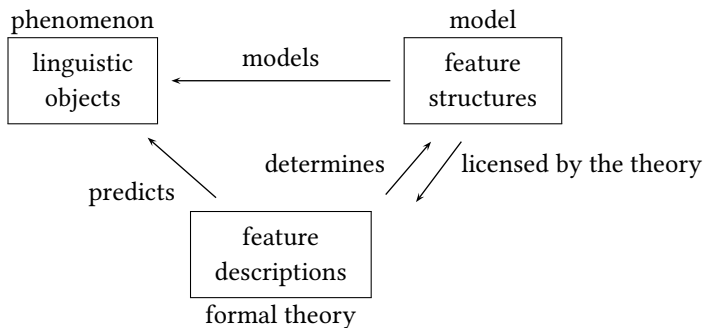 phenomenon
model
linguistic
objects
models
feature
structures
predicts
determines
licensed by the theory
feature
descriptions
formal theory